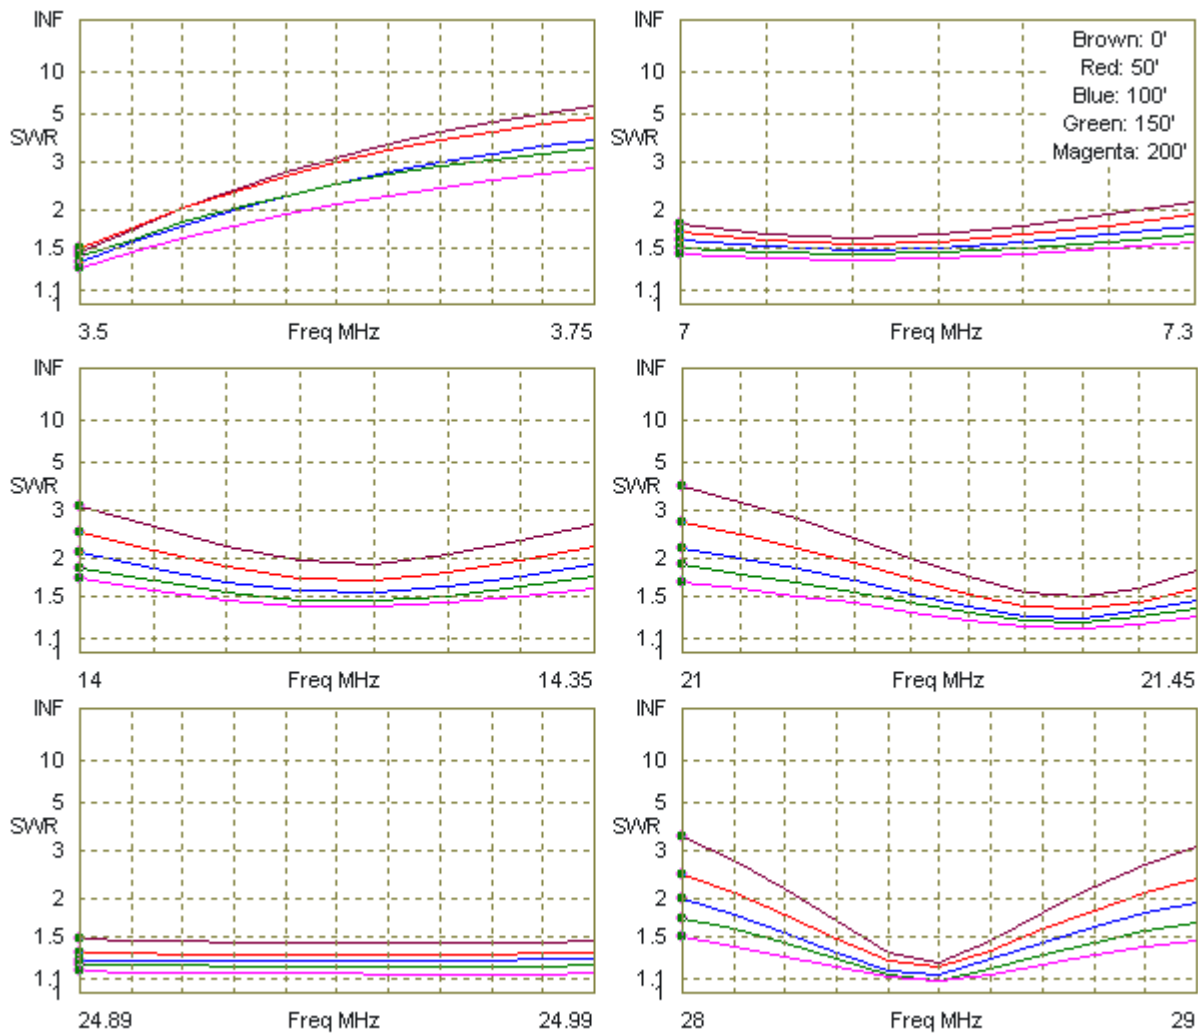 INF
10
5
SWR
3
2
1.5
1.1
3.5 Freq MHz 3.75
INF
10
5
SWR
3
2
1.5
1.1
7 Freq MHz 7.3
Brown: 0'
Red: 50'
Blue: 100'
Green: 150'
Magenta: 200'
INF
10
5
SWR
3
2
1.5
1.1
14 Freq MHz 14.35
INF
10
5
SWR
3
2
1.5
1.1
21 Freq MHz 21.45
INF
10
5
SWR
3
2
1.5
1.1
24.89 Freq MHz 24.99
INF
10
5
SWR
3
2
1.5
1.1
28 Freq MHz 29